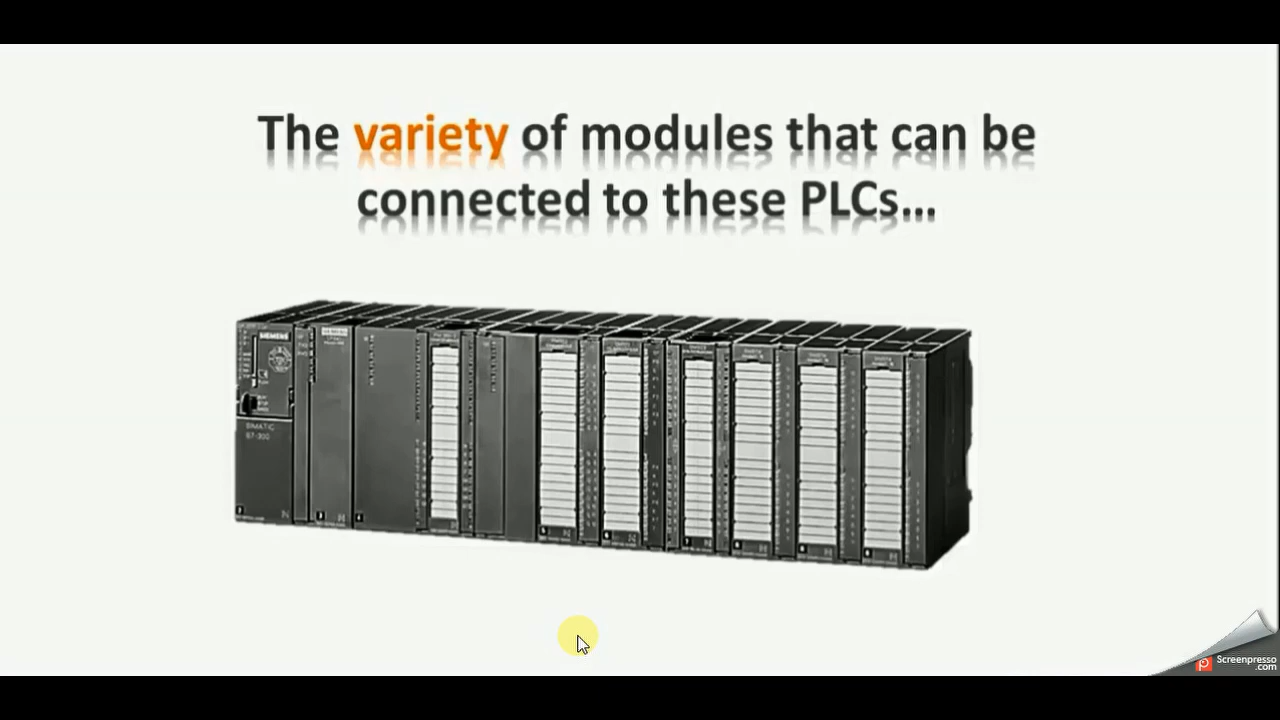 The variety of modules that can be
connected to these PLCs...
SIEMENS
SIMATIC
S7-300
Screenpresso
.com